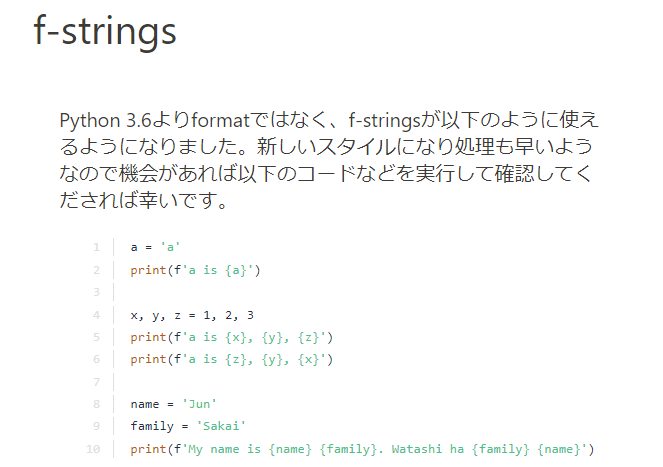 f-strings
Python 3.6よりformatではなく、f-stringsが以下のように使え
るようになりました。新しいスタイルになり処理も早いよう
なので機会があれば以下のコードなどを実行して確認してく
だされば幸いです。
1 a = 'a'
2 print(f'a is {a}')
3
4 x, y, z = 1, 2, 3
5 print(f'a is {x}, {y}, {z}')
6 print(f'a is {z}, {y}, {x}')
7
8 name = 'Jun'
9 family = 'Sakai'
10 print(f'My name is {name} {family}. Watashi ha {family} {name}')